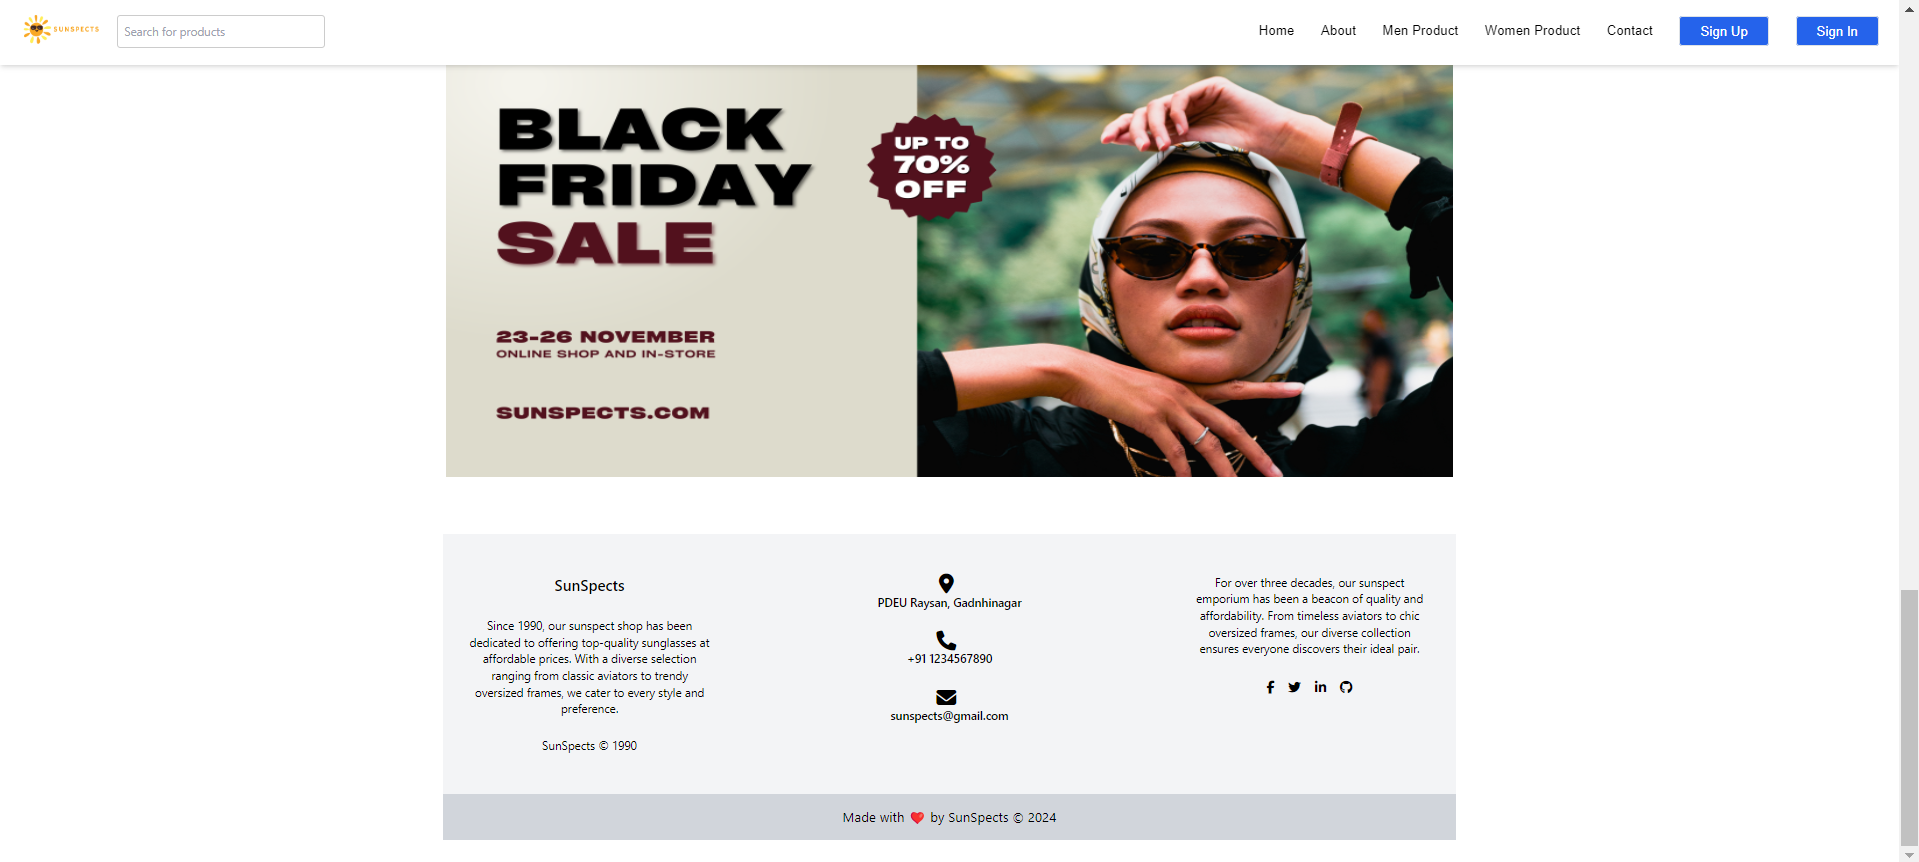 SUNSPECTS
Search for products
Home
About
Men Product
Women Product
Contact
Sign Up
Sign In
BLACK
FRIDAY
SALE
UP TO
70%
OFF
23-26 NOVEMBER
ONLINE SHOP AND IN-STORE
SUNSPECTS.COM
SunSpects
Since 1990, our sunspect shop has been
dedicated to offering top-quality sunglasses at
affordable prices. With a diverse selection
ranging from classic aviators to trendy
oversized frames, we cater to every style and
preference.
SunSpects © 1990
PDEU Raysan, Gadnhinagar
+91 1234567890
sunspects@gmail.com
For over three decades, our sunspect
emporium has been a beacon of quality and
affordability. From timeless aviators to chic
oversized frames, our diverse collection
ensures everyone discovers their ideal pair.
Made with ❤️ by SunSpects © 2024